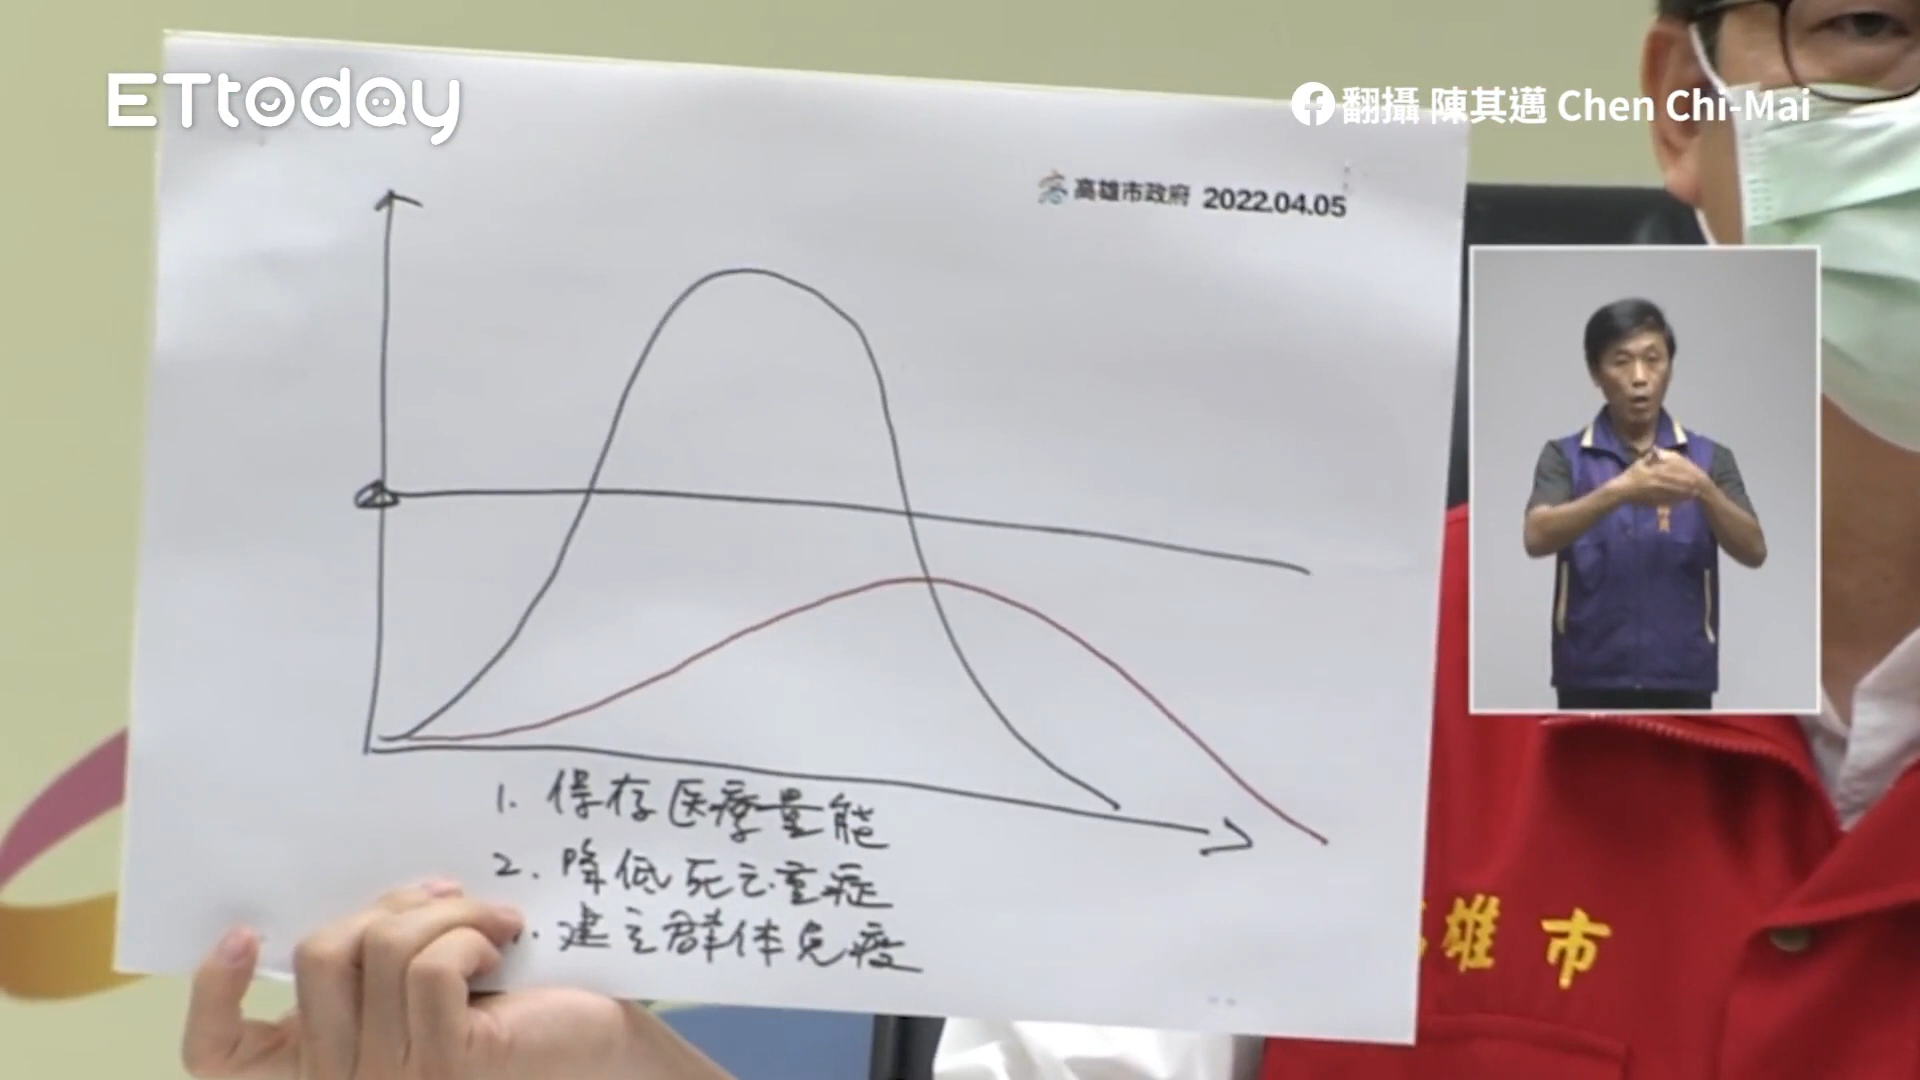 ETtoday
翻攝 陳其邁 Chen Chi-Mai
高雄市政府 2022.04.05
1. 保存医療量能
2. 降低死亡重症
建立群体免疫
雄市